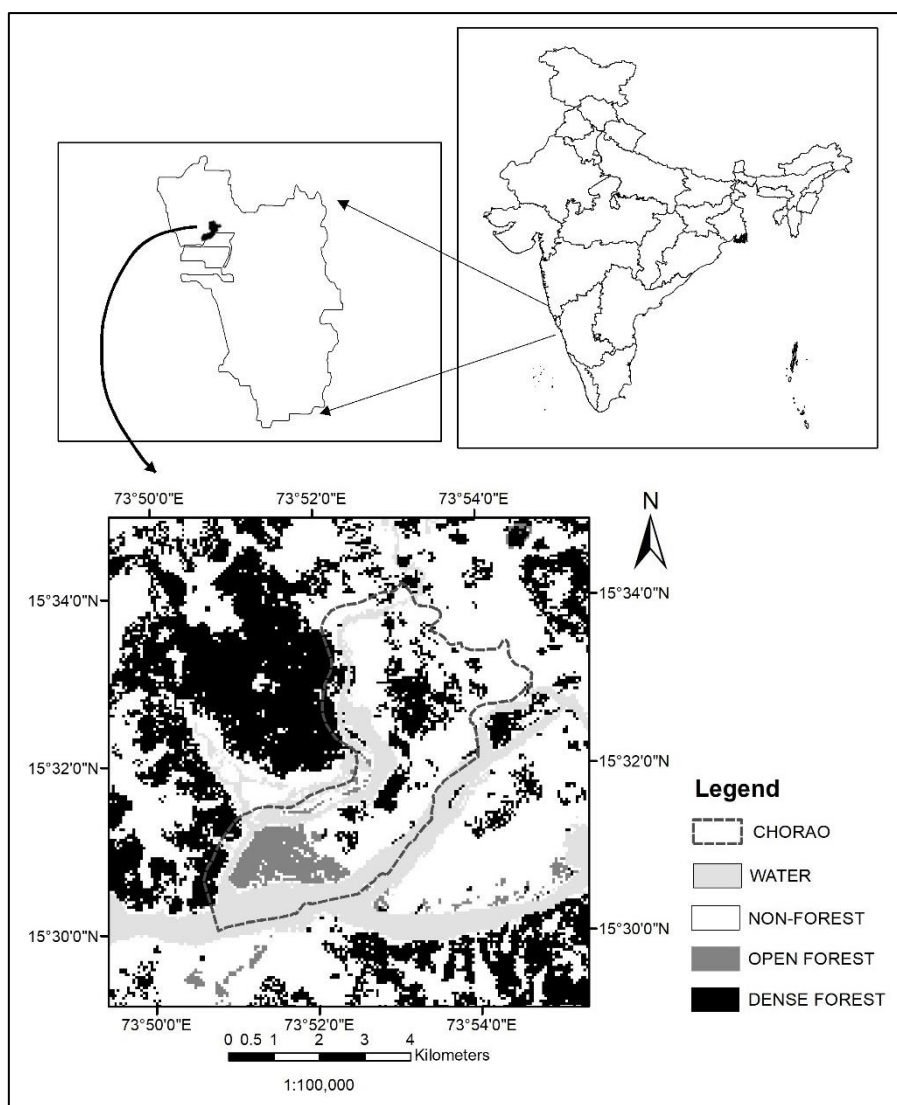 73°50'0"E 73°52'0"E 73°54'0"E
N
15°34'0"N 15°34'0"N
15°32'0"N 15°32'0"N
15°30'0"N 15°30'0"N
73°50'0"E 73°52'0"E 73°54'0"E
Legend
CHORAO
WATER
NON-FOREST
OPEN FOREST
DENSE FOREST
0 0.5 1 2 3 4
Kilometers
1:100,000